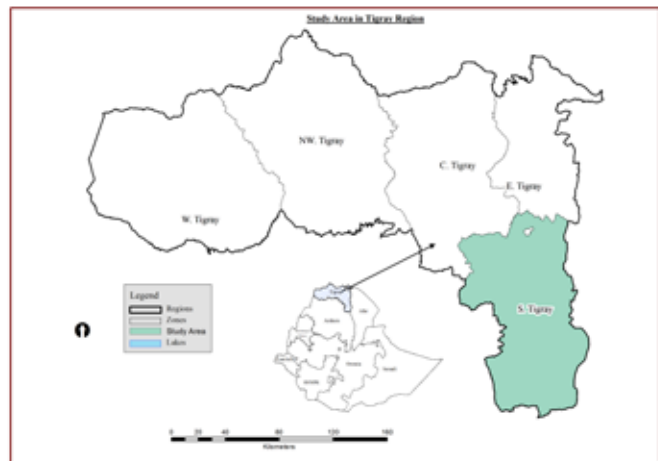 Study Area in Tigray Region
NW. Tigray
C. Tigray
E. Tigray
W. Tigray
S. Tigray
Legend
Regions
Zones
Study Area
Lakes
0 20 40 80 120 160
Kilometers